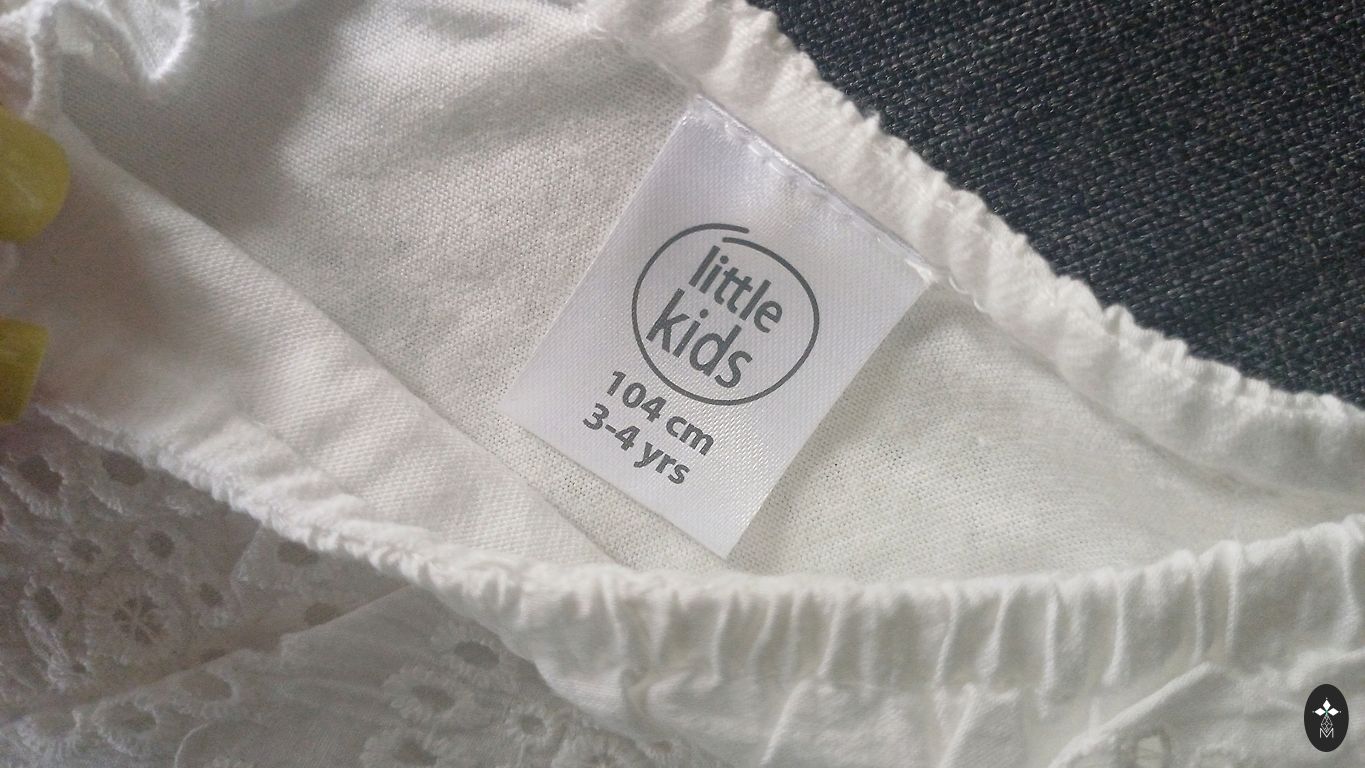 little
kids
104 cm
3-4 yrs
M